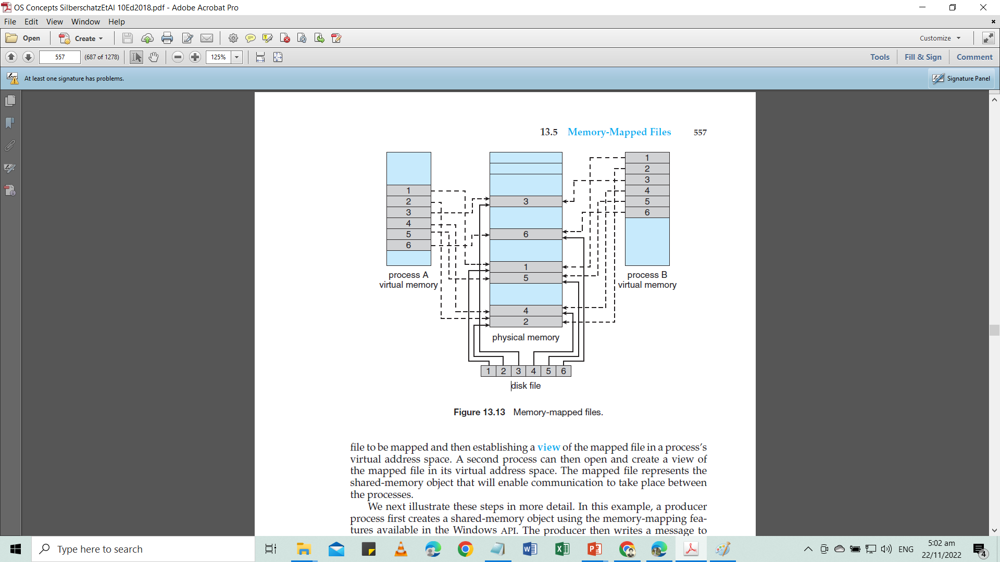 OS Concepts SilberschatzEtAl 10Ed2018.pdf - Adobe Acrobat Pro
File Edit View Window Help
Open Create Customize
557 (687 of 1278) 125% Tools Fill & Sign Comment
At least one signature has problems. Signature Panel
13.5 Memory-Mapped Files 557
1
2
3
4
5
6
process A
virtual memory
3
6
1
5
4
2
physical memory
1
2
3
4
5
6
process B
virtual memory
1 2 3 4 5 6
disk file
Figure 13.13 Memory-mapped files.
file to be mapped and then establishing a view of the mapped file in a process’s
virtual address space. A second process can then open and create a view of
the mapped file in its virtual address space. The mapped file represents the
shared-memory object that will enable communication to take place between
the processes.
We next illustrate these steps in more detail. In this example, a producer
process first creates a shared-memory object using the memory-mapping fea-
tures available in the Windows API. The producer then writes a message to
Type here to search
ENG
5:02 am
22/11/2022
4